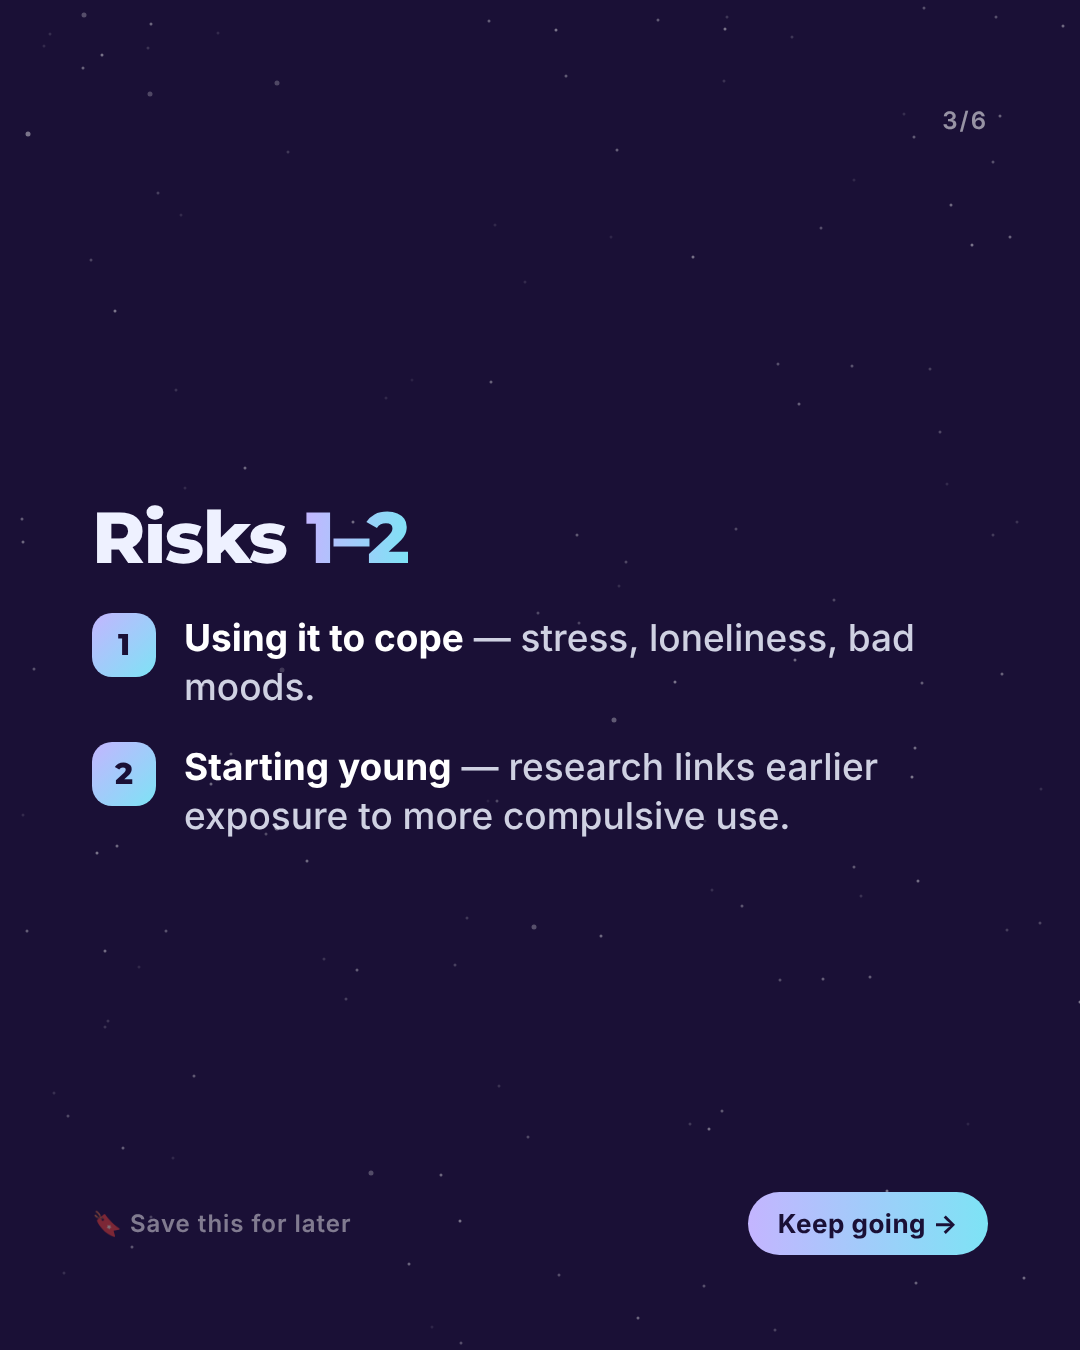 3/6
Risks 1–2
1
Using it to cope — stress, loneliness, bad
moods.
2
Starting young — research links earlier
exposure to more compulsive use.
🔖 Save this for later
Keep going →